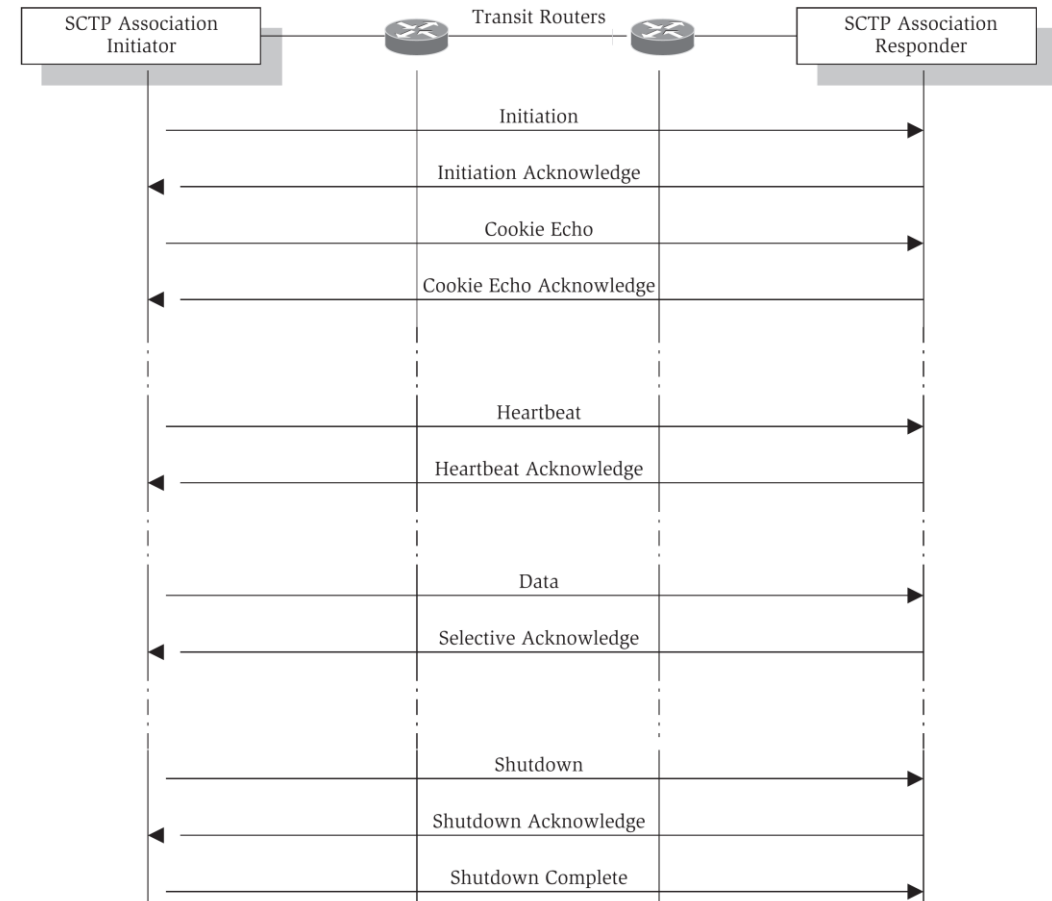 SCTP Association
Initiator
Transit Routers
SCTP Association
Responder
Initiation
Initiation Acknowledge
Cookie Echo
Cookie Echo Acknowledge
Heartbeat
Heartbeat Acknowledge
Data
Selective Acknowledge
Shutdown
Shutdown Acknowledge
Shutdown Complete